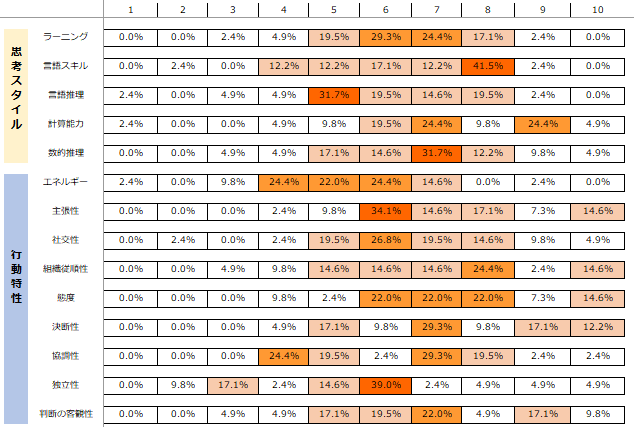 1 2 3 4 5 6 7 8 9 10
思考スタイル
ラーニング 0.0% 0.0% 2.4% 4.9% 19.5% 29.3% 24.4% 17.1% 2.4% 0.0%
言語スキル 0.0% 2.4% 0.0% 12.2% 12.2% 17.1% 12.2% 41.5% 2.4% 0.0%
言語推理 2.4% 0.0% 4.9% 4.9% 31.7% 19.5% 14.6% 19.5% 2.4% 0.0%
計算能力 2.4% 0.0% 0.0% 4.9% 9.8% 19.5% 24.4% 9.8% 24.4% 4.9%
数的推理 0.0% 0.0% 4.9% 4.9% 17.1% 14.6% 31.7% 12.2% 9.8% 4.9%
行動特性
エネルギー 2.4% 0.0% 9.8% 24.4% 22.0% 24.4% 14.6% 0.0% 2.4% 0.0%
主張性 0.0% 0.0% 0.0% 2.4% 9.8% 34.1% 14.6% 17.1% 7.3% 14.6%
社交性 0.0% 2.4% 0.0% 2.4% 19.5% 26.8% 19.5% 14.6% 9.8% 4.9%
組織従順性 0.0% 0.0% 4.9% 9.8% 14.6% 14.6% 14.6% 24.4% 2.4% 14.6%
態度 0.0% 0.0% 0.0% 9.8% 2.4% 22.0% 22.0% 22.0% 7.3% 14.6%
決断性 0.0% 0.0% 0.0% 4.9% 17.1% 9.8% 29.3% 9.8% 17.1% 12.2%
協調性 0.0% 0.0% 0.0% 24.4% 19.5% 2.4% 29.3% 19.5% 2.4% 2.4%
独立性 0.0% 9.8% 17.1% 2.4% 14.6% 39.0% 2.4% 4.9% 4.9% 4.9%
判断の客観性 0.0% 0.0% 4.9% 4.9% 17.1% 19.5% 22.0% 4.9% 17.1% 9.8%